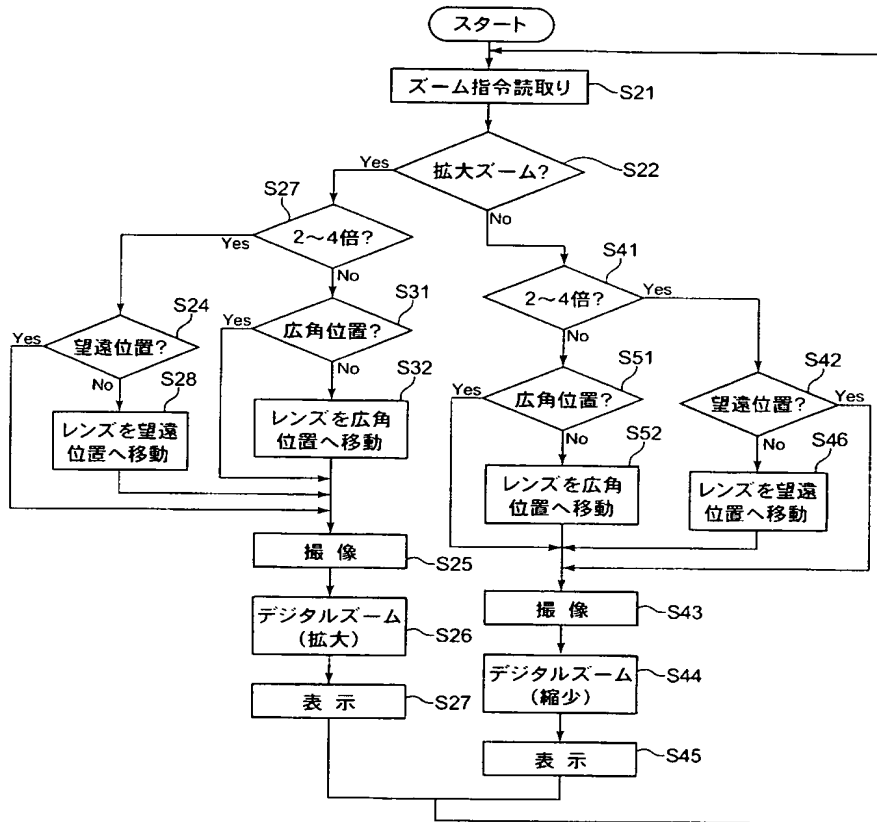 スタート
ズーム指令読取り
S21
拡大ズーム?
S22
Yes
No
S27
2～4倍?
Yes
No
S41
2～4倍?
Yes
No
S24
望遠位置?
Yes
No
S31
広角位置?
Yes
No
S51
広角位置?
Yes
No
S42
望遠位置?
Yes
No
S28
レンズを望遠
位置へ移動
S32
レンズを広角
位置へ移動
S52
レンズを広角
位置へ移動
S46
レンズを望遠
位置へ移動
撮像
S25
撮像
S43
デジタルズーム
(拡大)
S26
デジタルズーム
(縮少)
S44
表示
S27
表示
S45